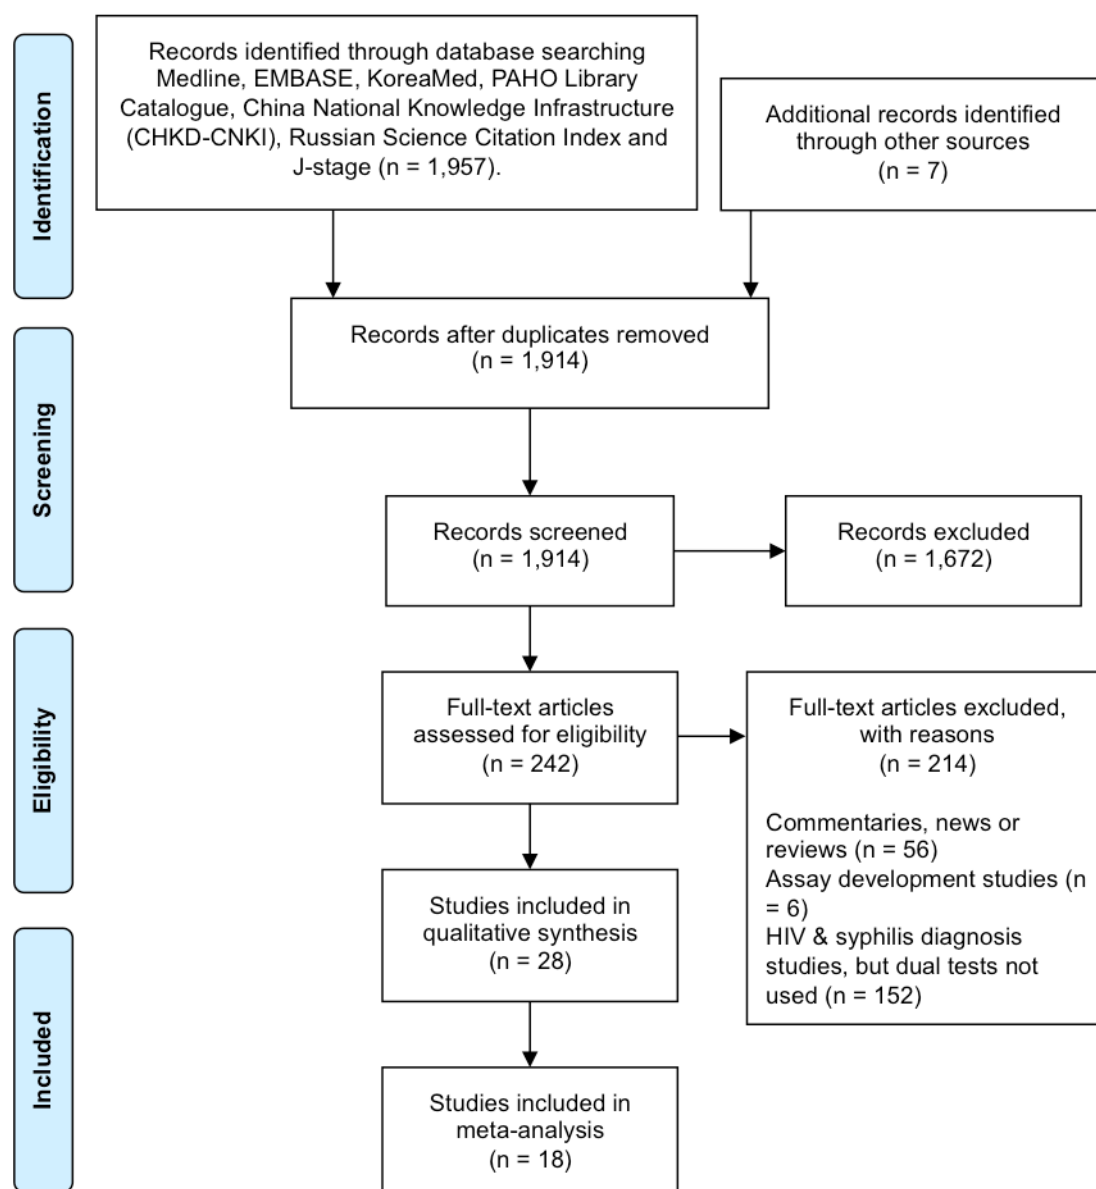 Identification
Records identified through database searching
Medline, EMBASE, KoreaMed, PAHO Library
Catalogue, China National Knowledge Infrastructure
(CHKD-CNKI), Russian Science Citation Index and
J-stage (n = 1,957).
Additional records identified
through other sources
(n = 7)
Records after duplicates removed
(n = 1,914)
Screening
Records screened
(n = 1,914)
Records excluded
(n = 1,672)
Eligibility
Full-text articles
assessed for eligibility
(n = 242)
Full-text articles excluded,
with reasons
(n = 214)
Commentaries, news or
reviews (n = 56)
Assay development studies (n
= 6)
HIV & syphilis diagnosis
studies, but dual tests not
used (n = 152)
Studies included in
qualitative synthesis
(n = 28)
Included
Studies included in
meta-analysis
(n = 18)